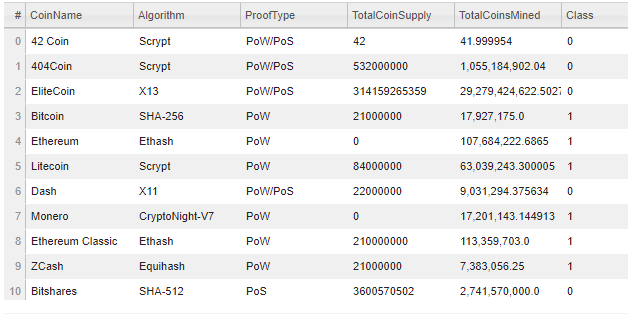 # CoinName Algorithm ProofType TotalCoinSupply TotalCoinsMined Class
0 42 Coin Scrypt PoW/PoS 42 41.999954 0
1 404Coin Scrypt PoW/PoS 532000000 1,055,184,902.04 0
2 EliteCoin X13 PoW/PoS 314159265359 29,279,424,622.5027 0
3 Bitcoin SHA-256 PoW 21000000 17,927,175.0 1
4 Ethereum Ethash PoW 0 107,684,222.6865 1
5 Litecoin Scrypt PoW 84000000 63,039,243.300005 1
6 Dash X11 PoW/PoS 22000000 9,031,294.375634 0
7 Monero CryptoNight-V7 PoW 0 17,201,143.144913 1
8 Ethereum Classic Ethash PoW 210000000 113,359,703.0 1
9 ZCash Equihash PoW 21000000 7,383,056.25 1
10 Bitshares SHA-512 PoS 3600570502 2,741,570,000.0 0